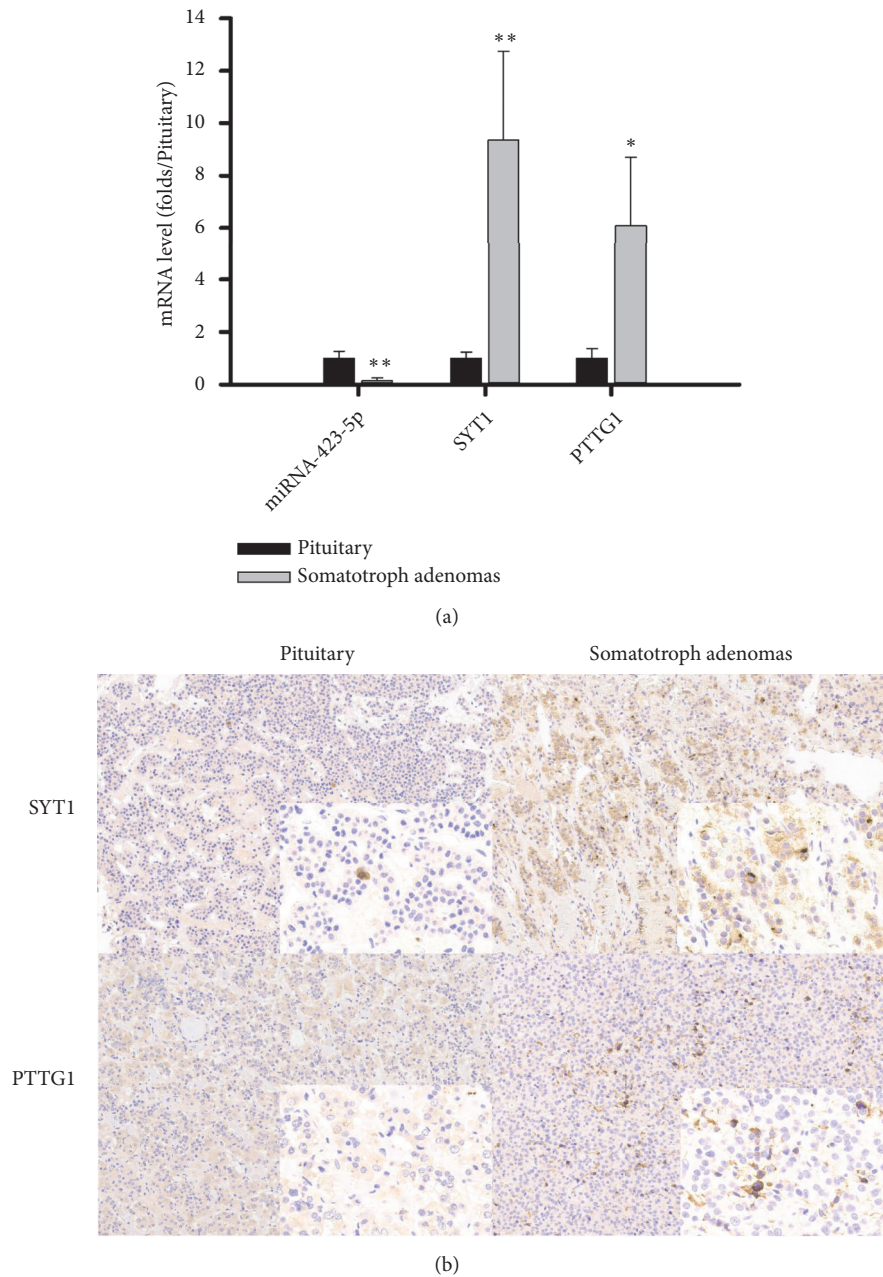 14
12
10
8
6
4
2
0
mRNA level (folds/Pituitary)
**
**
*
miRNA-423-5p
SYT1
PTTG1
Pituitary
Somatotroph adenomas
(a)
Pituitary Somatotroph adenomas
SYT1
PTTG1
(b)